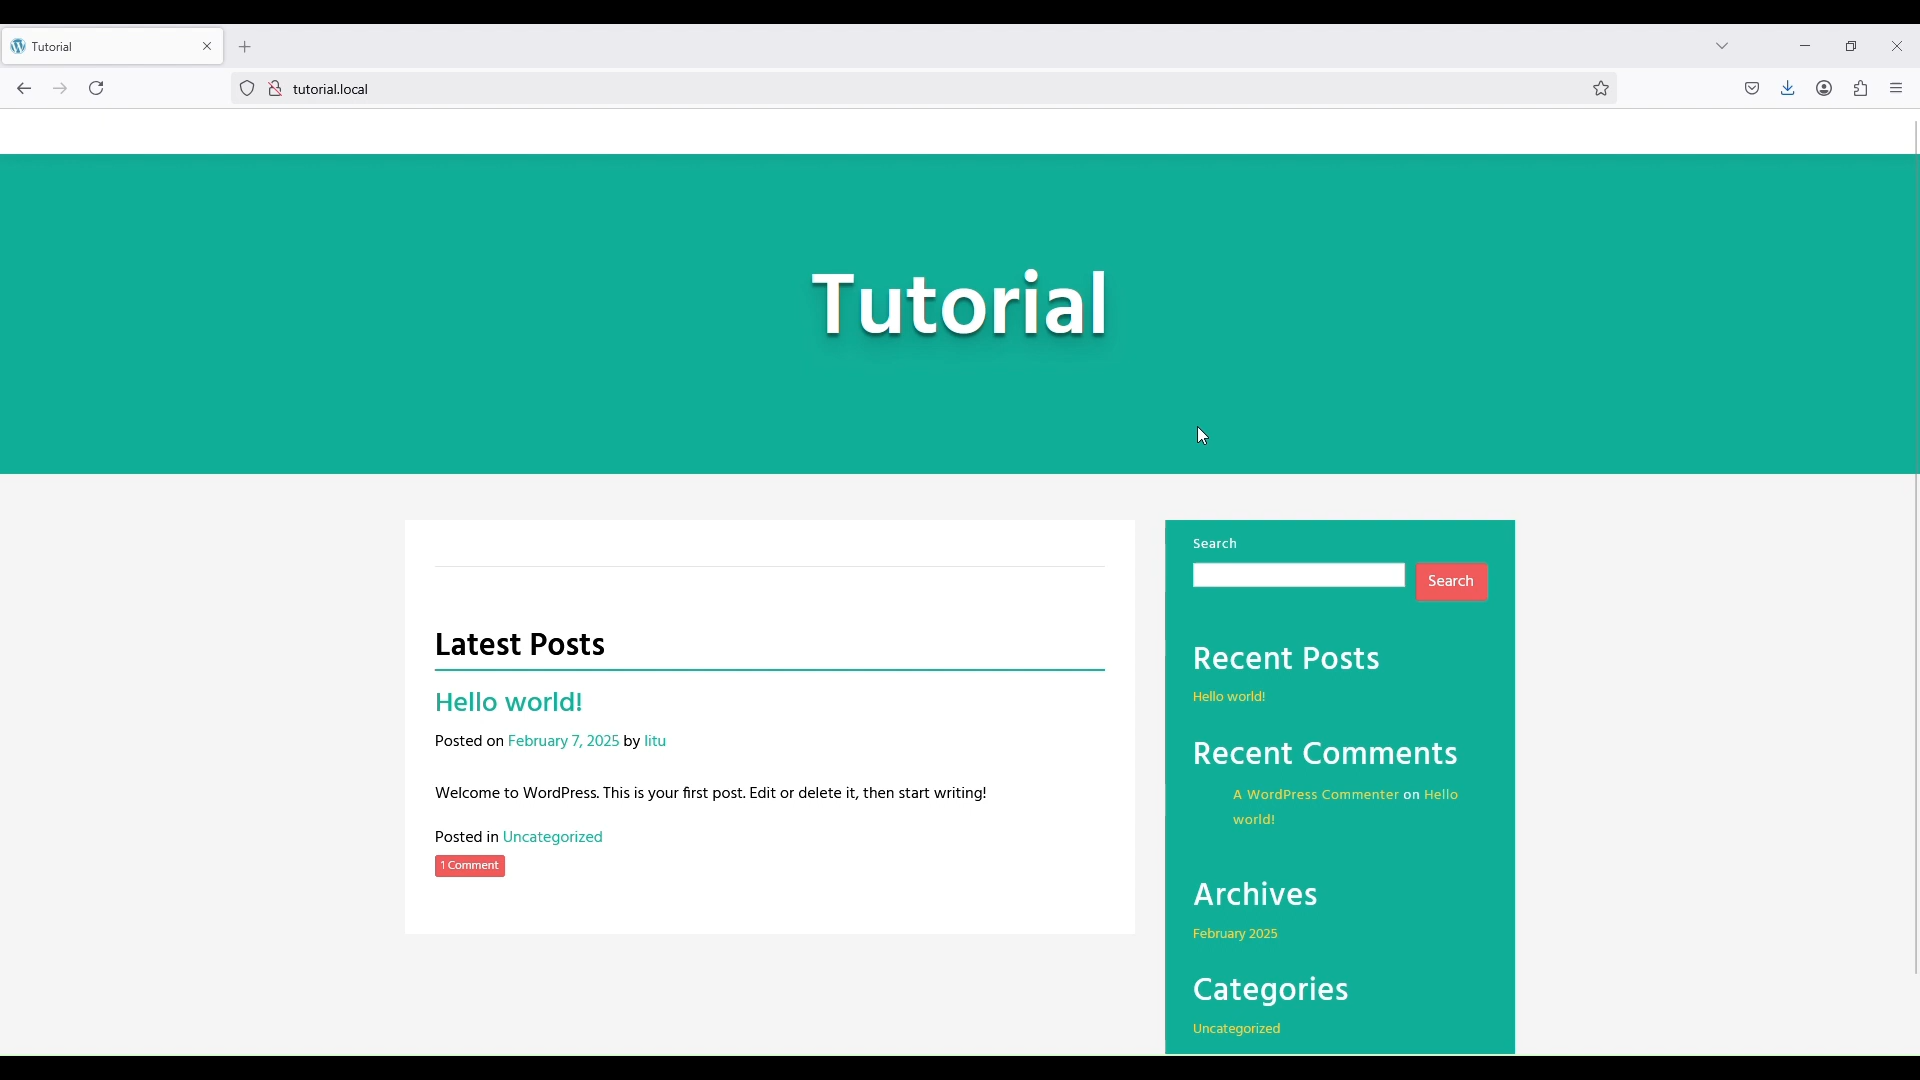 Tutorial
tutorial.local
Tutorial
Search
Search
Latest Posts
Hello world!
Posted on February 7, 2025 by litu
Welcome to WordPress. This is your first post. Edit or delete it, then start writing!
Posted in Uncategorized
1 Comment
Recent Posts
Hello world!
Recent Comments
A WordPress Commenter on Hello
world!
Archives
February 2025
Categories
Uncategorized